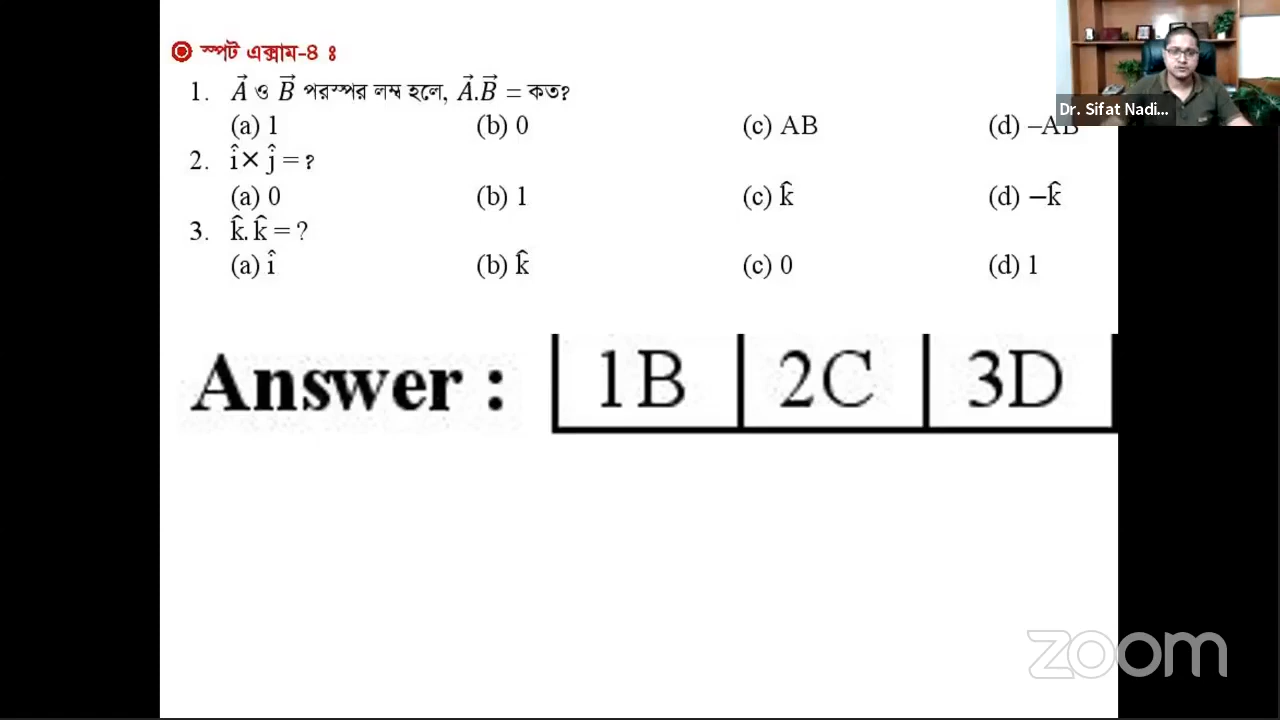 স্পট এক্সাম-৪ ঃ
1. A⃗ ও B⃗ পরস্পর লম্ব হলে, A⃗.B⃗ = কত?
(a) 1 (b) 0 (c) AB (d) –AB
2. î × ĵ = ?
(a) 0 (b) 1 (c) k̂ (d) −k̂
3. k̂. k̂ = ?
(a) î (b) k̂ (c) 0 (d) 1
Answer : 1B 2C 3D
Dr. Sifat Nadi...
zoom